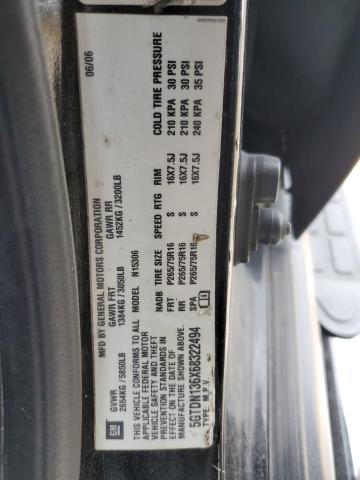 MFD BY GENERAL MOTORS CORPORATION 06/06
GM
GVWR GAWR FRT GAWR RR
2654KG / 5850LB 1384KG / 3050LB 1452KG / 3200LB
THIS VEHICLE CONFORMS TO ALL
APPLICABLE FEDERAL MOTOR
VEHICLE SAFETY AND THEFT
PREVENTION STANDARDS IN
EFFECT ON THE DATE OF
MANUFACTURE SHOWN ABOVE.
5GTDN136X68322494
TYPE: M.P.V.
MODEL N15306
NADB TIRE SIZE SPEED RTG RIM COLD TIRE PRESSURE
FRT- P265/75R16 S 16X7.5J 210 KPA 30 PSI
RR P265/75R16 S 16X7.5J 210 KPA 30 PSI
SPA P265/75R16 S 16X7.5J 240 KPA 35 PSI